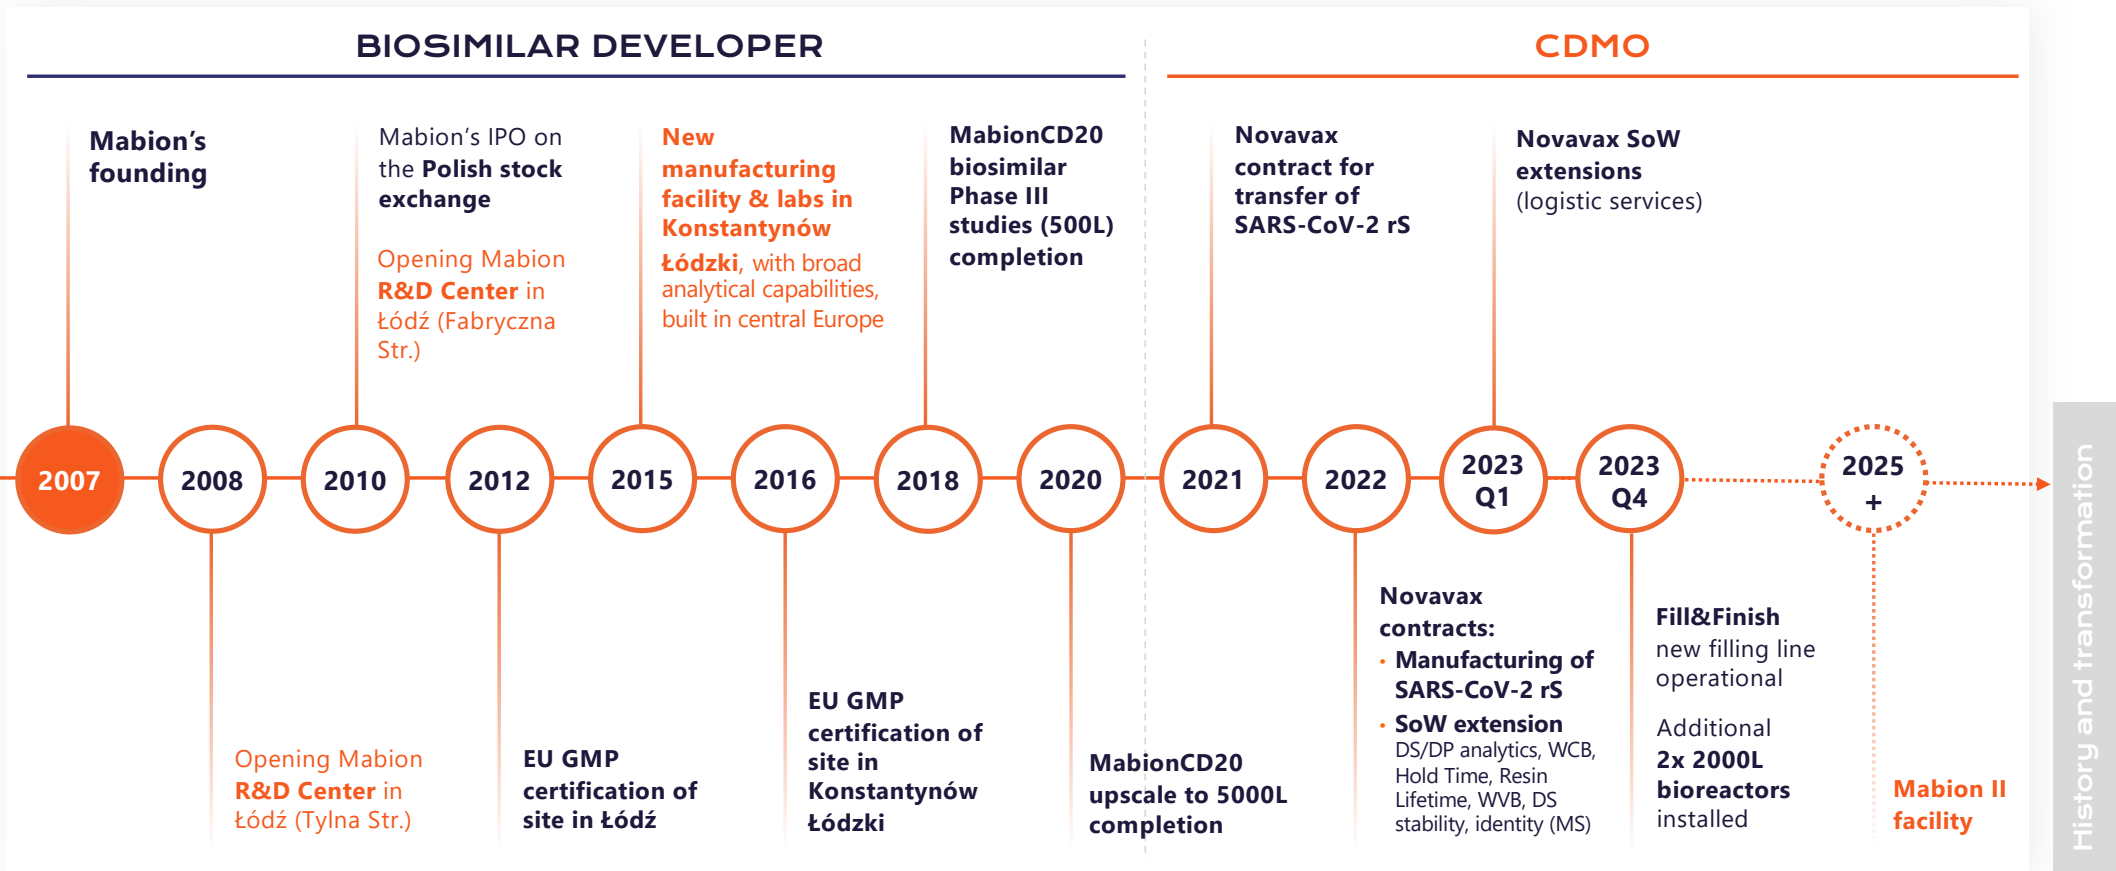 BIOSIMILAR DEVELOPER
CDMO
Mabion's
founding
Mabion's IPO on
the Polish stock
exchange
Opening Mabion
R&D Center in
Łódź (Fabryczna
Str.)
New
manufacturing
facility & labs in
Konstantynów
Łódzki, with broad
analytical capabilities,
built in central Europe
MabionCD20
biosimilar
Phase III
studies (500L)
completion
Novavax
contract for
transfer of
SARS-CoV-2 rS
Novavax SoW
extensions
(logistic services)
2007
2008
2010
2012
2015
2016
2018
2020
2021
2022
2023
Q1
2023
Q4
2025
+
Opening Mabion
R&D Center in
Łódź (Tylna Str.)
EU GMP
certification of
site in Łódź
EU GMP
certification of
site in
Konstantynów
Łódzki
MabionCD20
upscale to 5000L
completion
Novavax
contracts:
• Manufacturing of
SARS-CoV-2 rS
• SoW extension
DS/DP analytics, WCB,
Hold Time, Resin
Lifetime, WVB, DS
stability, identity (MS)
Fill&Finish
new filling line
operational
Additional
2x 2000L
bioreactors
installed
Mabion II
facility
History and transformation